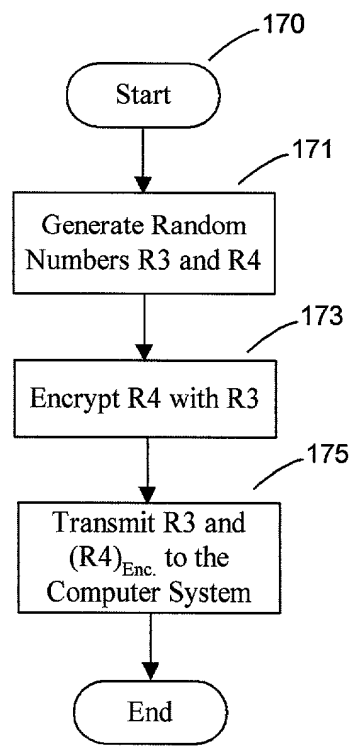 170
Start
171
Generate Random
Numbers R3 and R4
173
Encrypt R4 with R3
175
Transmit R3 and
(R4)Enc. to the
Computer System
End